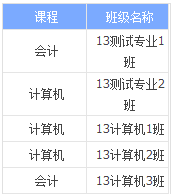 课程 班级名称
会计 13测试专业1
班
计算机 13测试专业2
班
计算机 13计算机1班
计算机 13计算机2班
会计 13计算机3班